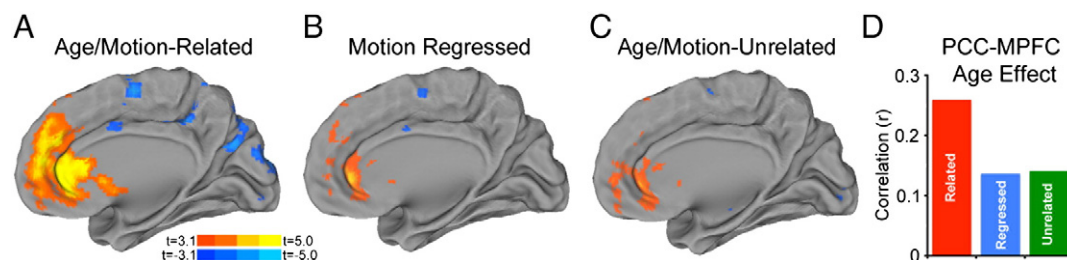 A
Age/Motion-Related
B
Motion Regressed
C
Age/Motion-Unrelated
D
PCC-MPFC
Age Effect
t=3.1
t=5.0
t=-3.1
t=-5.0
Correlation (r)
0.3
0.2
0.1
0
Related
Regressed
Unrelated